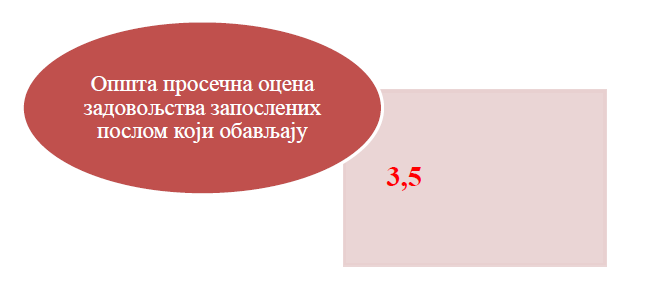 Општа просечна оцена
задовољства запослених
послом који обављају
3,5